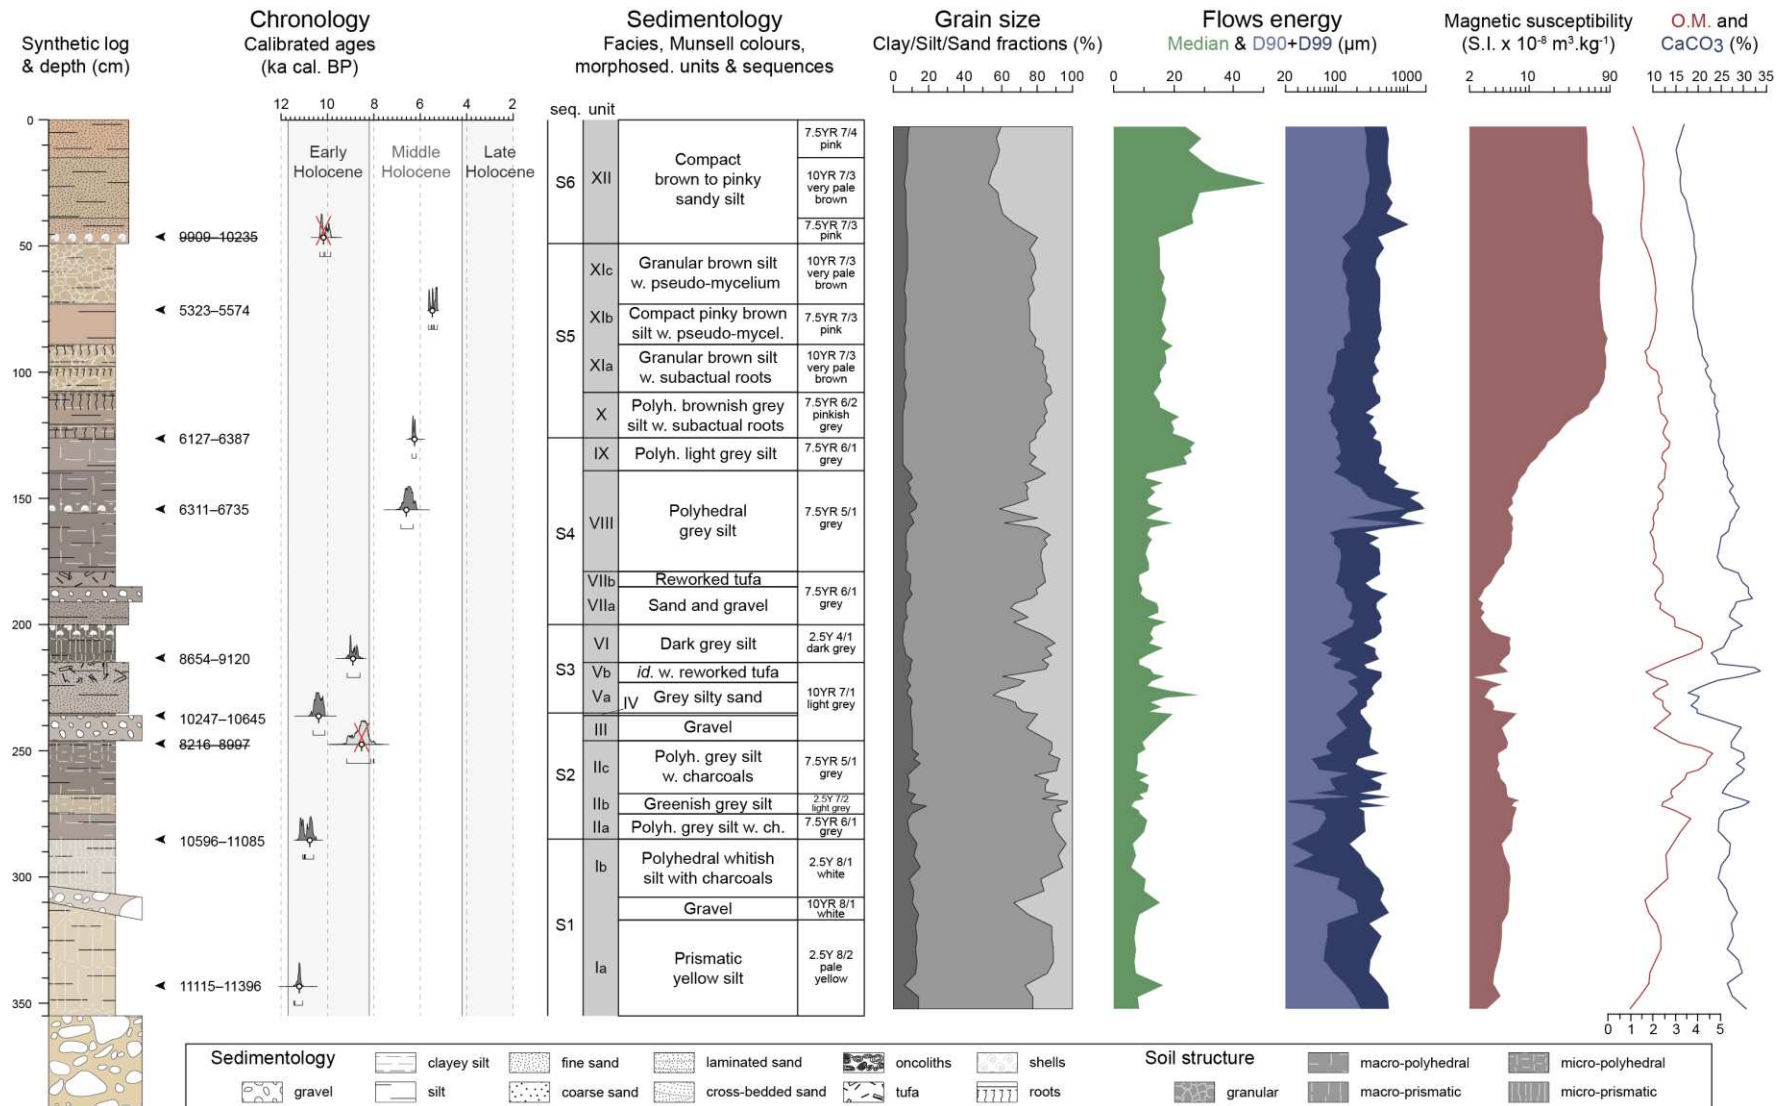 Synthetic log
& depth (cm)
Chronology
Calibrated ages
(ka cal. BP)
Sedimentology
Facies, Munsell colours,
morphosed. units & sequences
Grain size
Clay/Silt/Sand fractions (%)
Flows energy
Median & D90+D99 (µm)
Magnetic susceptibility
(S.I. x 10-8 m3.kg-1)
O.M. and
CaCO3 (%)
12 10 8 6 4 2
seq. unit
0 20 40 60 80 100
0 20 40
20 100 1000
2 10 90
10 15 20 25 30 35
0
50
100
150
200
250
300
350
Early
Holocene
Middle
Holocene
Late
Holocene
9909–10235
5323–5574
6127–6387
6311–6735
8654–9120
10247–10645
8216–8997
10596–11085
11115–11396
S6
XII
Compact
brown to pinky
sandy silt
7.5YR 7/4
pink
10YR 7/3
very pale
brown
7.5YR 7/3
pink
S5
XIc
Granular brown silt
w. pseudo-mycelium
10YR 7/3
very pale
brown
XIb
Compact pinky brown
silt w. pseudo-mycel.
7.5YR 7/3
pink
XIa
Granular brown silt
w. subactual roots
10YR 7/3
very pale
brown
X
Polyh. brownish grey
silt w. subactual roots
7.5YR 6/2
pinkish
grey
S4
IX
Polyh. light grey silt
7.5YR 6/1
grey
VIII
Polyhedral
grey silt
7.5YR 5/1
grey
VIIb
Reworked tufa
VIIa
Sand and gravel
7.5YR 6/1
grey
S3
VI
Dark grey silt
2.5Y 4/1
dark grey
Vb
id. w. reworked tufa
Va
Grey silty sand
IV
10YR 7/1
light grey
S2
III
Gravel
IIc
Polyh. grey silt
w. charcoals
7.5YR 5/1
grey
IIb
Greenish grey silt
2.5Y 7/2
light grey
IIa
Polyh. grey silt w. ch.
7.5YR 6/1
grey
S1
Ib
Polyhedral whitish
silt with charcoals
2.5Y 8/1
white
Gravel
10YR 8/1
white
Ia
Prismatic
yellow silt
2.5Y 8/2
pale
yellow
0 1 2 3 4 5
Sedimentology
gravel
clayey silt
silt
fine sand
coarse sand
laminated sand
cross-bedded sand
oncoliths
tufa
shells
roots
Soil structure
granular
macro-polyhedral
macro-prismatic
micro-polyhedral
micro-prismatic